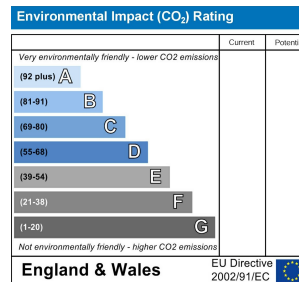 Environmental Impact (CO₂) Rating
Current Potenti
Very environmentally friendly - lower CO2 emissions
(92 plus) A
(81-91) B
(69-80) C
(55-68) D
(39-54) E
(21-38) F
(1-20) G
Not environmentally friendly - higher CO2 emissions
England & Wales
EU Directive
2002/91/EC